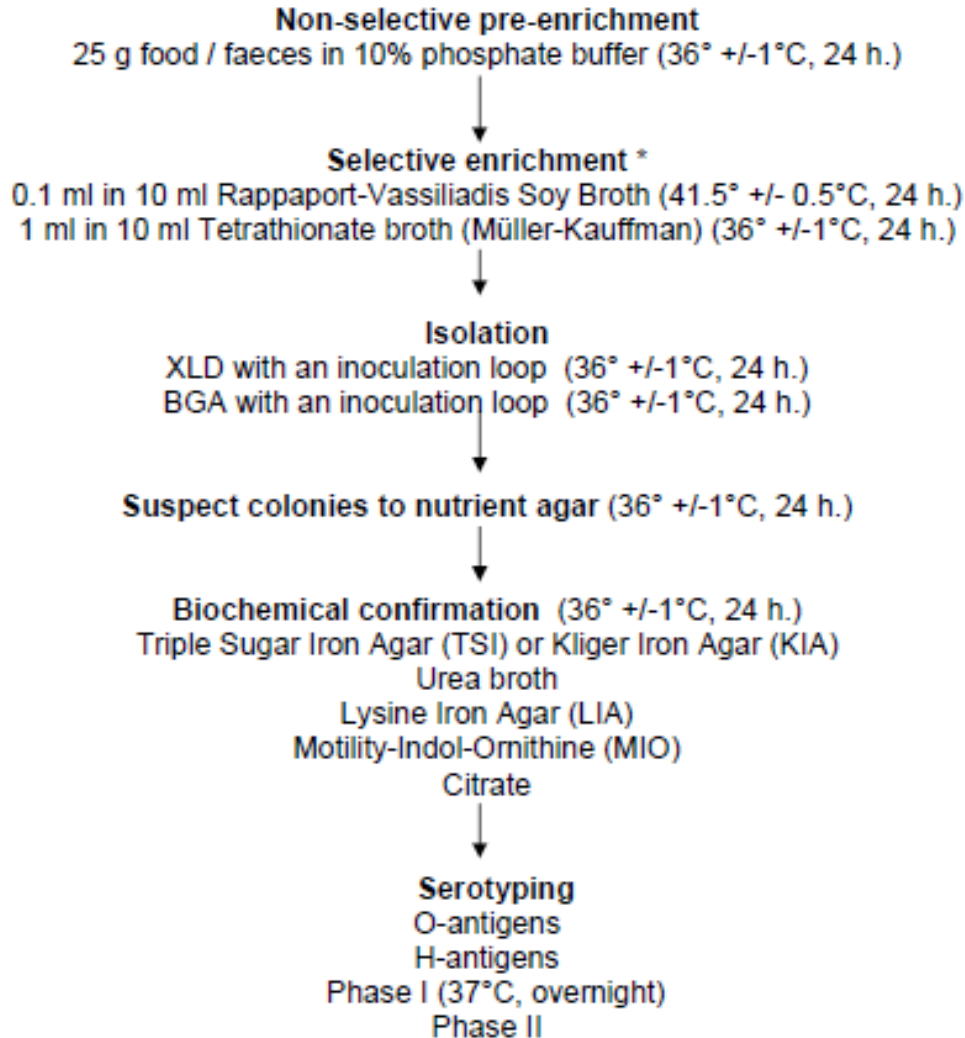 Non-selective pre-enrichment
25 g food / faeces in 10% phosphate buffer (36° +/-1°C, 24 h.)
Selective enrichment *
0.1 ml in 10 ml Rappaport-Vassiliadis Soy Broth (41.5° +/- 0.5°C, 24 h.)
1 ml in 10 ml Tetrathionate broth (Müller-Kauffman) (36° +/-1°C, 24 h.)
Isolation
XLD with an inoculation loop (36° +/-1°C, 24 h.)
BGA with an inoculation loop (36° +/-1°C, 24 h.)
Suspect colonies to nutrient agar (36° +/-1°C, 24 h.)
Biochemical confirmation (36° +/-1°C, 24 h.)
Triple Sugar Iron Agar (TSI) or Kliger Iron Agar (KIA)
Urea broth
Lysine Iron Agar (LIA)
Motility-Indol-Ornithine (MIO)
Citrate
Serotyping
O-antigens
H-antigens
Phase I (37°C, overnight)
Phase II